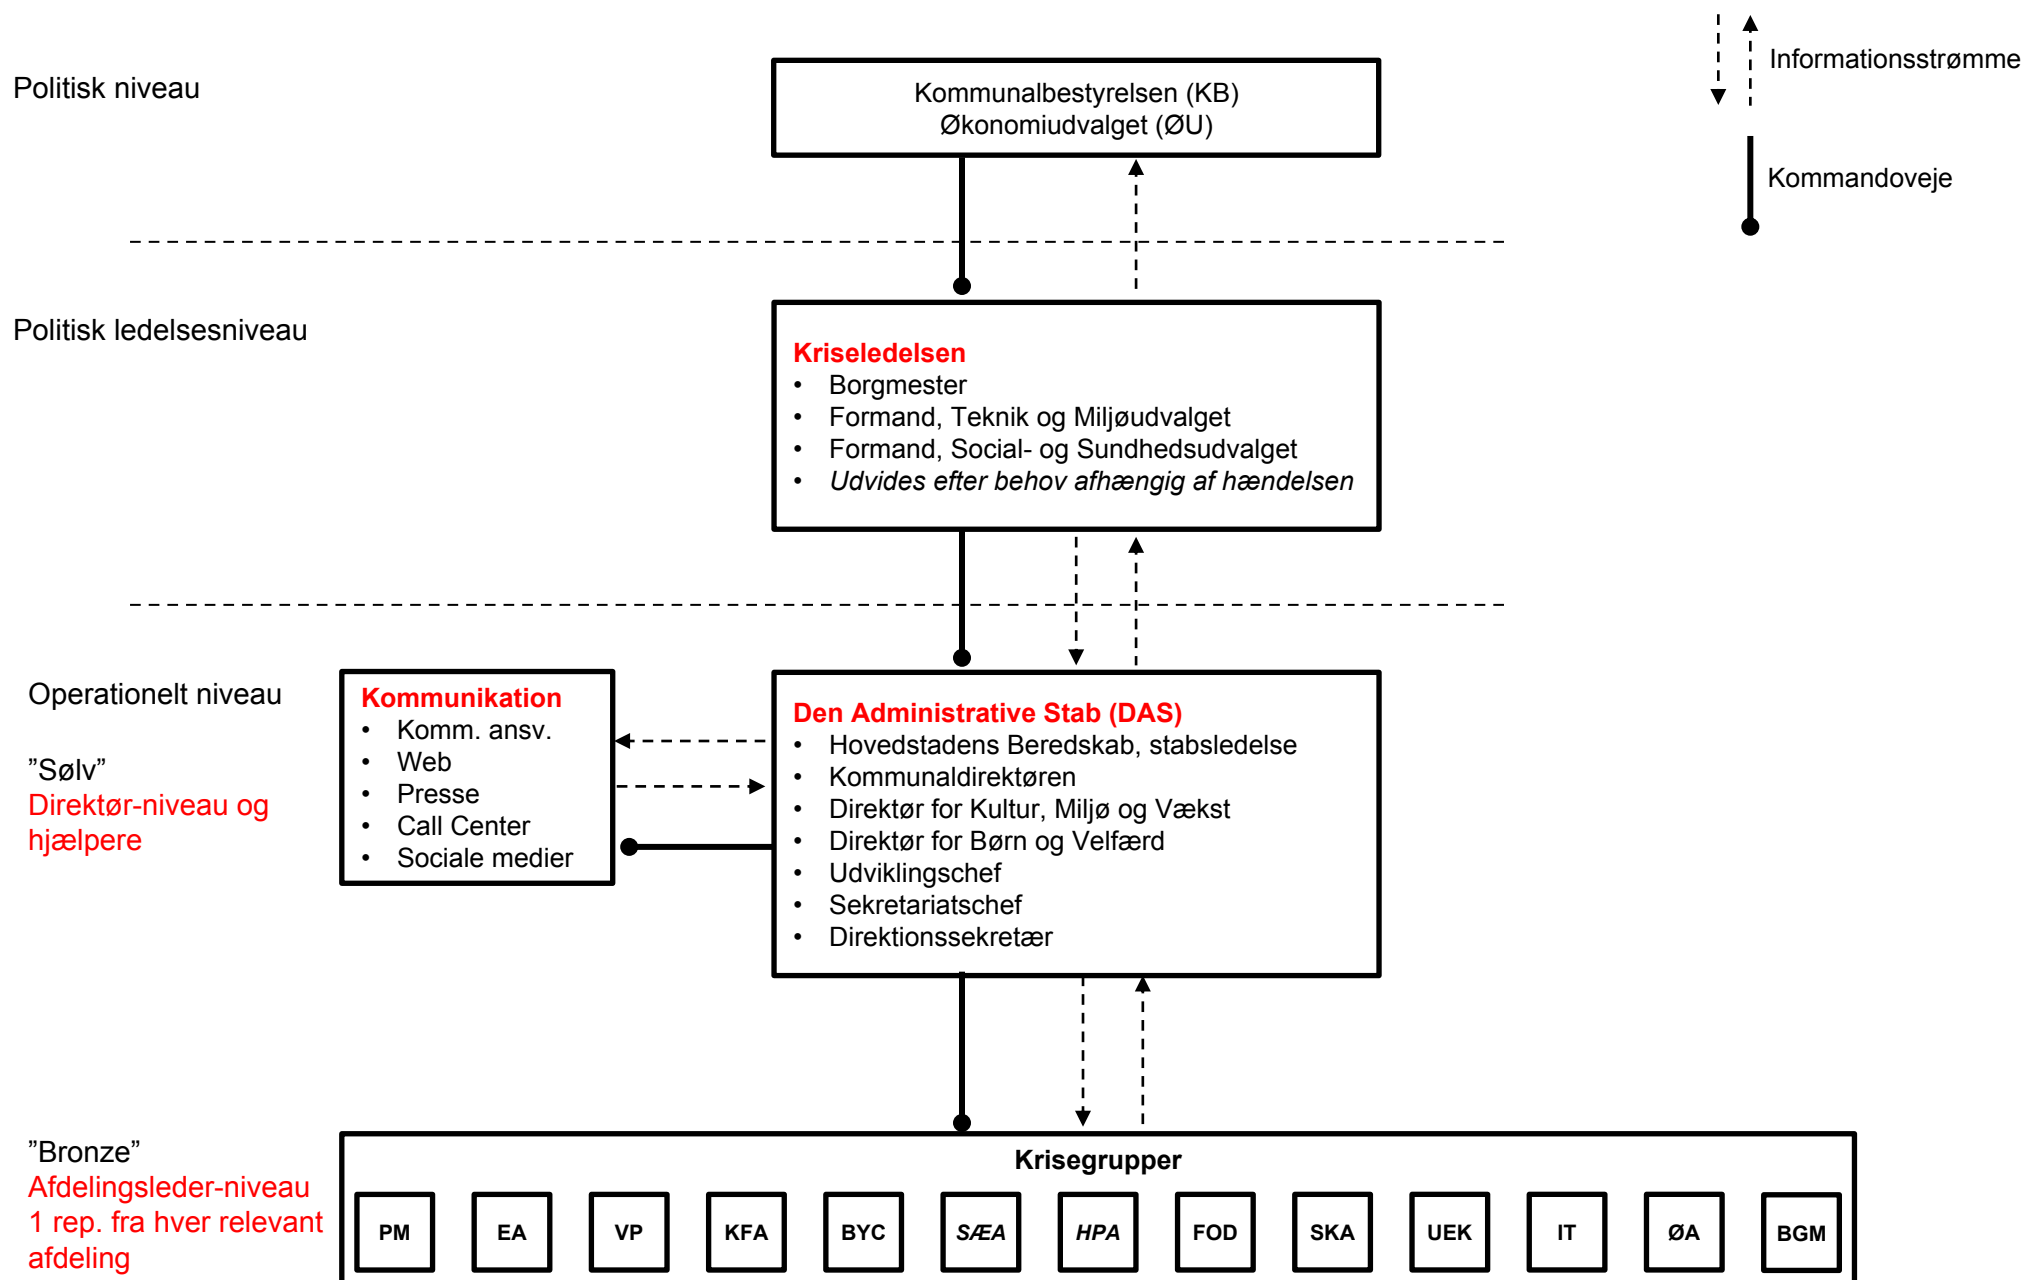 Informationsstrømme
Politisk niveau
Kommunalbestyrelsen (KB)
Økonomiudvalget (ØU)
Kommandoveje
Politisk ledelsesniveau
Kriseledelsen
• Borgmester
• Formand, Teknik og Miljøudvalget
• Formand, Social- og Sundhedsudvalget
• Udvides efter behov afhængig af hændelsen
Operationelt niveau
”Sølv”
Direktør-niveau og
hjælpere
Kommunikation
• Komm. ansv.
• Web
• Presse
• Call Center
• Sociale medier
Den Administrative Stab (DAS)
• Hovedstadens Beredskab, stabsledelse
• Kommunaldirektøren
• Direktør for Kultur, Miljø og Vækst
• Direktør for Børn og Velfærd
• Udviklingschef
• Sekretariatschef
• Direktionssekretær
”Bronze”
Afdelingsleder-niveau
1 rep. fra hver relevant
afdeling
Krisegrupper
PM EA VP KFA BYC SÆA HPA FOD SKA UEK IT ØA BGM